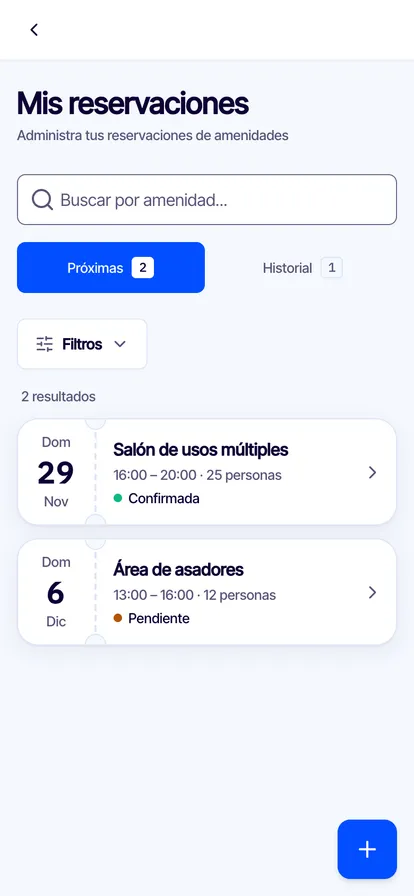 Mis reservaciones
Administra tus reservaciones de amenidades
Buscar por amenidad...
Próximas 2
Historial 1
Filtros
2 resultados
Dom
29
Nov
Salón de usos múltiples
16:00 – 20:00 · 25 personas
Confirmada
Dom
6
Dic
Área de asadores
13:00 – 16:00 · 12 personas
Pendiente